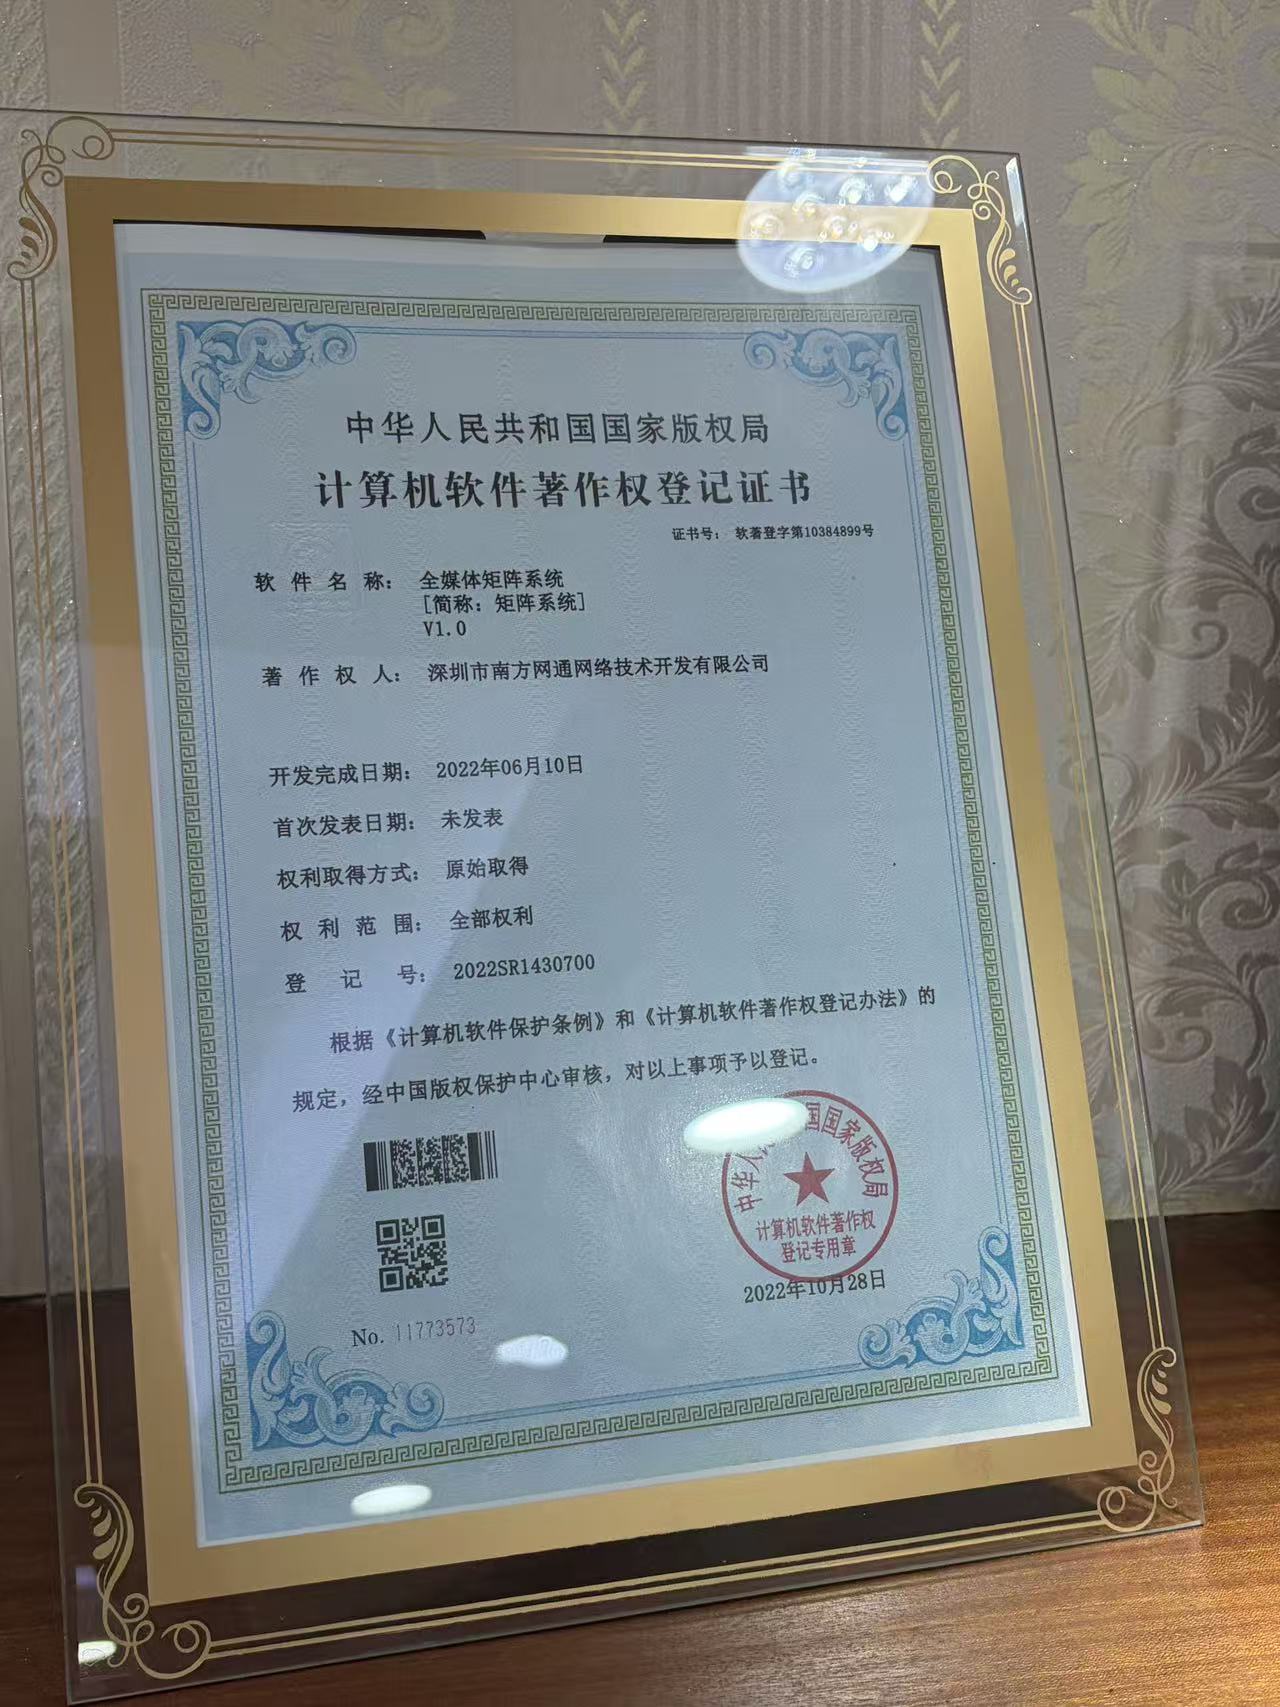 中华人民共和国国家版权局
计算机软件著作权登记证书
证书号： 软著登字第10384899号
软件名称： 全媒体矩阵系统
[简称：矩阵系统]
V1.0
著作权人： 深圳市南方网通网络技术开发有限公司
开发完成日期： 2022年06月10日
首次发表日期： 未发表
权利取得方式： 原始取得
权利范围： 全部权利
登记号： 2022SR1430700
根据《计算机软件保护条例》和《计算机软件著作权登记办法》的
规定，经中国版权保护中心审核，对以上事项予以登记。
中华人 国国家版权局
计算机软件著作权
登记专用章
2022年10月28日
No. 11773573